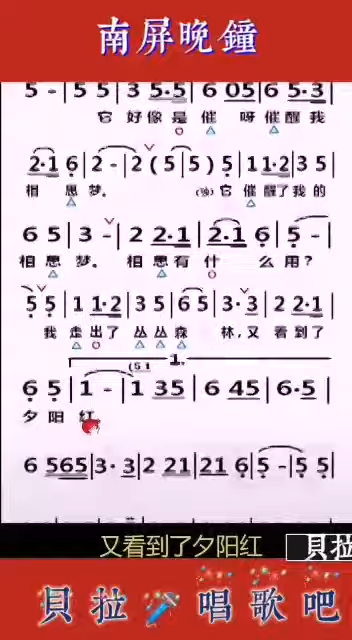 南屏晚鐘
5 - | 5 5 | 3 5·5 | 6 05 | 6 5·3 |
它 好像 是 催 呀 催醒 我
2·1 6 | 2 - | 2 ( 5 | 5 5 ) 5 | 1 1·2 | 3 5 |
相 思 梦。 它 催 醒了 我 的
6 5 | 3 - | 2 2·1 | 2·1 6 | 5 - |
相 思 梦。 相 思 有 什 么 用？
5 5 | 1 1·2 | 3 5 | 6 5 | 3·3 | 2 2·1 |
我 走 出了 丛 丛 森 林，又 看 到 了
1.
6 5 | 1 - | 1 35 | 6 45 | 6·5 |
夕 阳 红
6 565 | 3·3 | 2 21 | 21 6 | 5 - | 5 5 |
又看到了夕阳红
貝拉
貝拉 唱歌吧